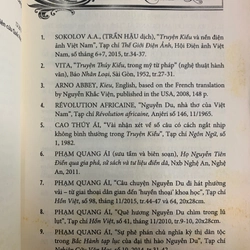 1. SOKOLOV A.A., (TRẦN HẬU dịch), "Truyện Kiều và nền điện
ảnh Việt Nam", Tạp chí Thế Giới Điện Ảnh, Hội Điện ảnh Việt
Nam, số tháng 6+7, 2015, tr.34-37.
2. VITA, "Truyện Thúy Kiều, trong mỹ từ pháp" (nghệ thuật hành
văn), Báo Nhân Loại, Sài Gòn, 1952, tr.27-31.
3. ARNO ABBEY, Kieu, English, based on the French translation
by Nguyễn Khắc Viện, published in the USA, 2008, 148 p.
4. RÉVOLUTION AFRICAINE, "Nguyễn Du, nhà thơ của Việt
Nam", Tạp chí Révolution africaine, Angiêri số 146, 11/1965.
5. CAO THÚY ÁI, "Vài nhận xét về số câu có cách ngắt nhịp
không bình thường trong Truyện Kiều", Tạp chí Ngôn Ngữ, số
1, 1982.
6. PHẠM QUANG ÁI (sưu tầm và biên soạn), Họ Nguyễn Tiên
Điền qua gia phả, sử sách và tư liệu điền dã, Nxb Nghệ An, Nghệ
An, 2011.
7. PHẠM QUANG ÁI, "Câu chuyện Nguyễn Du đi hát phường
vải – từ giai thoại dân gian đến 'huyền thoại' khoa học", Tạp chí
Hồn Việt, số 98, tháng 11/2015, tr.44-47 và tr.64, 20x28cm.
8. PHẠM QUANG ÁI, "Quê hương Nguyễn Du chìm trong lũ
lụt", Tạp chí Hồn Việt, số 41, tháng 11/2010, tr.9-10, 20x28cm.
9. PHẠM QUANG ÁI, "Sự phê phán chủ nghĩa kỳ thị dân tộc
trong Bắc Hành tạp lục của đại thi hào Nguyễn Du", Tạp chí